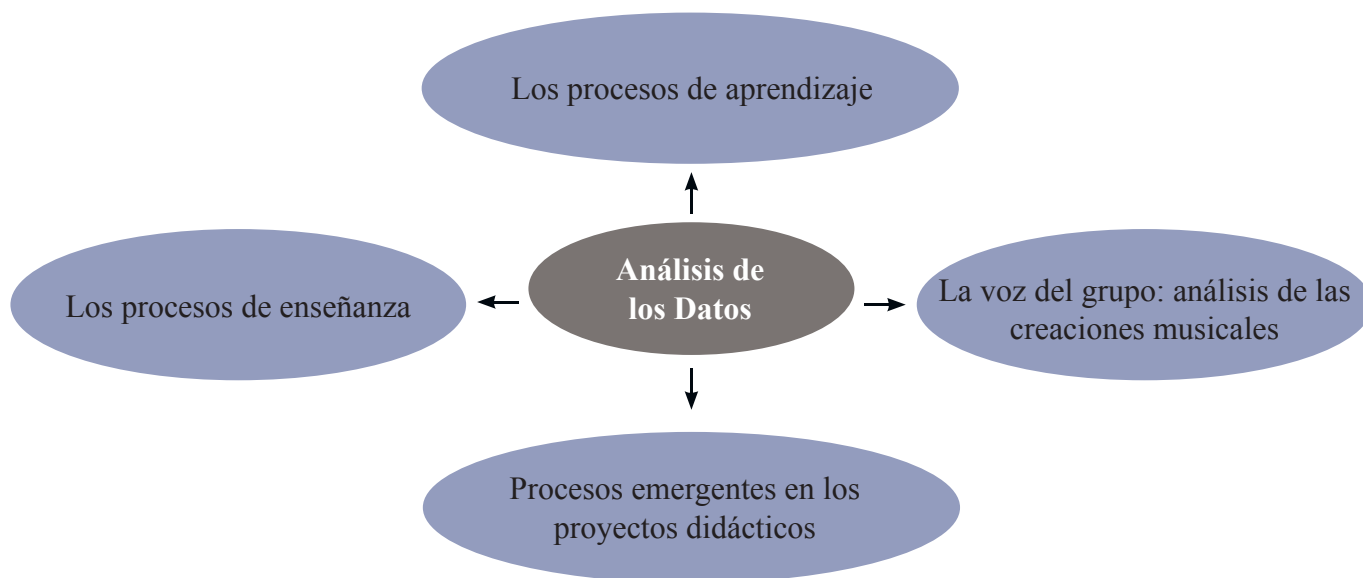 Los procesos de aprendizaje
Análisis de
los Datos
Los procesos de enseñanza
La voz del grupo: análisis de las
creaciones musicales
Procesos emergentes en los
proyectos didácticos